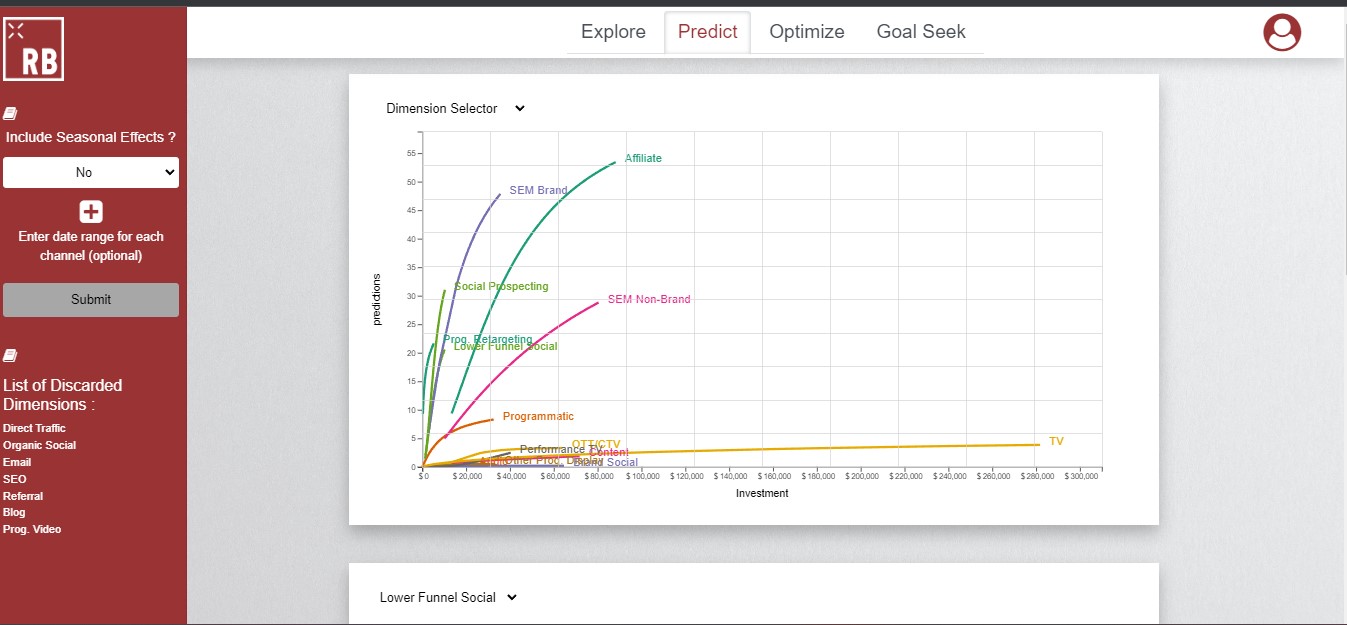 RB
Explore
Predict
Optimize
Goal Seek
Include Seasonal Effects ?
No
Enter date range for each
channel (optional)
Submit
List of Discarded
Dimensions :
Direct Traffic
Organic Social
Email
SEO
Referral
Blog
Prog. Video
Dimension Selector
predictions
55
50
45
40
35
30
25
20
15
10
5
0
Affiliate
SEM Brand
Social Prospecting
SEM Non-Brand
Prog. Retargeting
Lower Funnel Social
Programmatic
OTT/CTV
TV
Performance TV
Content
Other Prog. Display
Brand Social
$ 0
$ 20,000
$ 40,000
$ 60,000
$ 80,000
$ 100,000
$ 120,000
$ 140,000
$ 160,000
$ 180,000
$ 200,000
$ 220,000
$ 240,000
$ 260,000
$ 280,000
$ 300,000
Investment
Lower Funnel Social